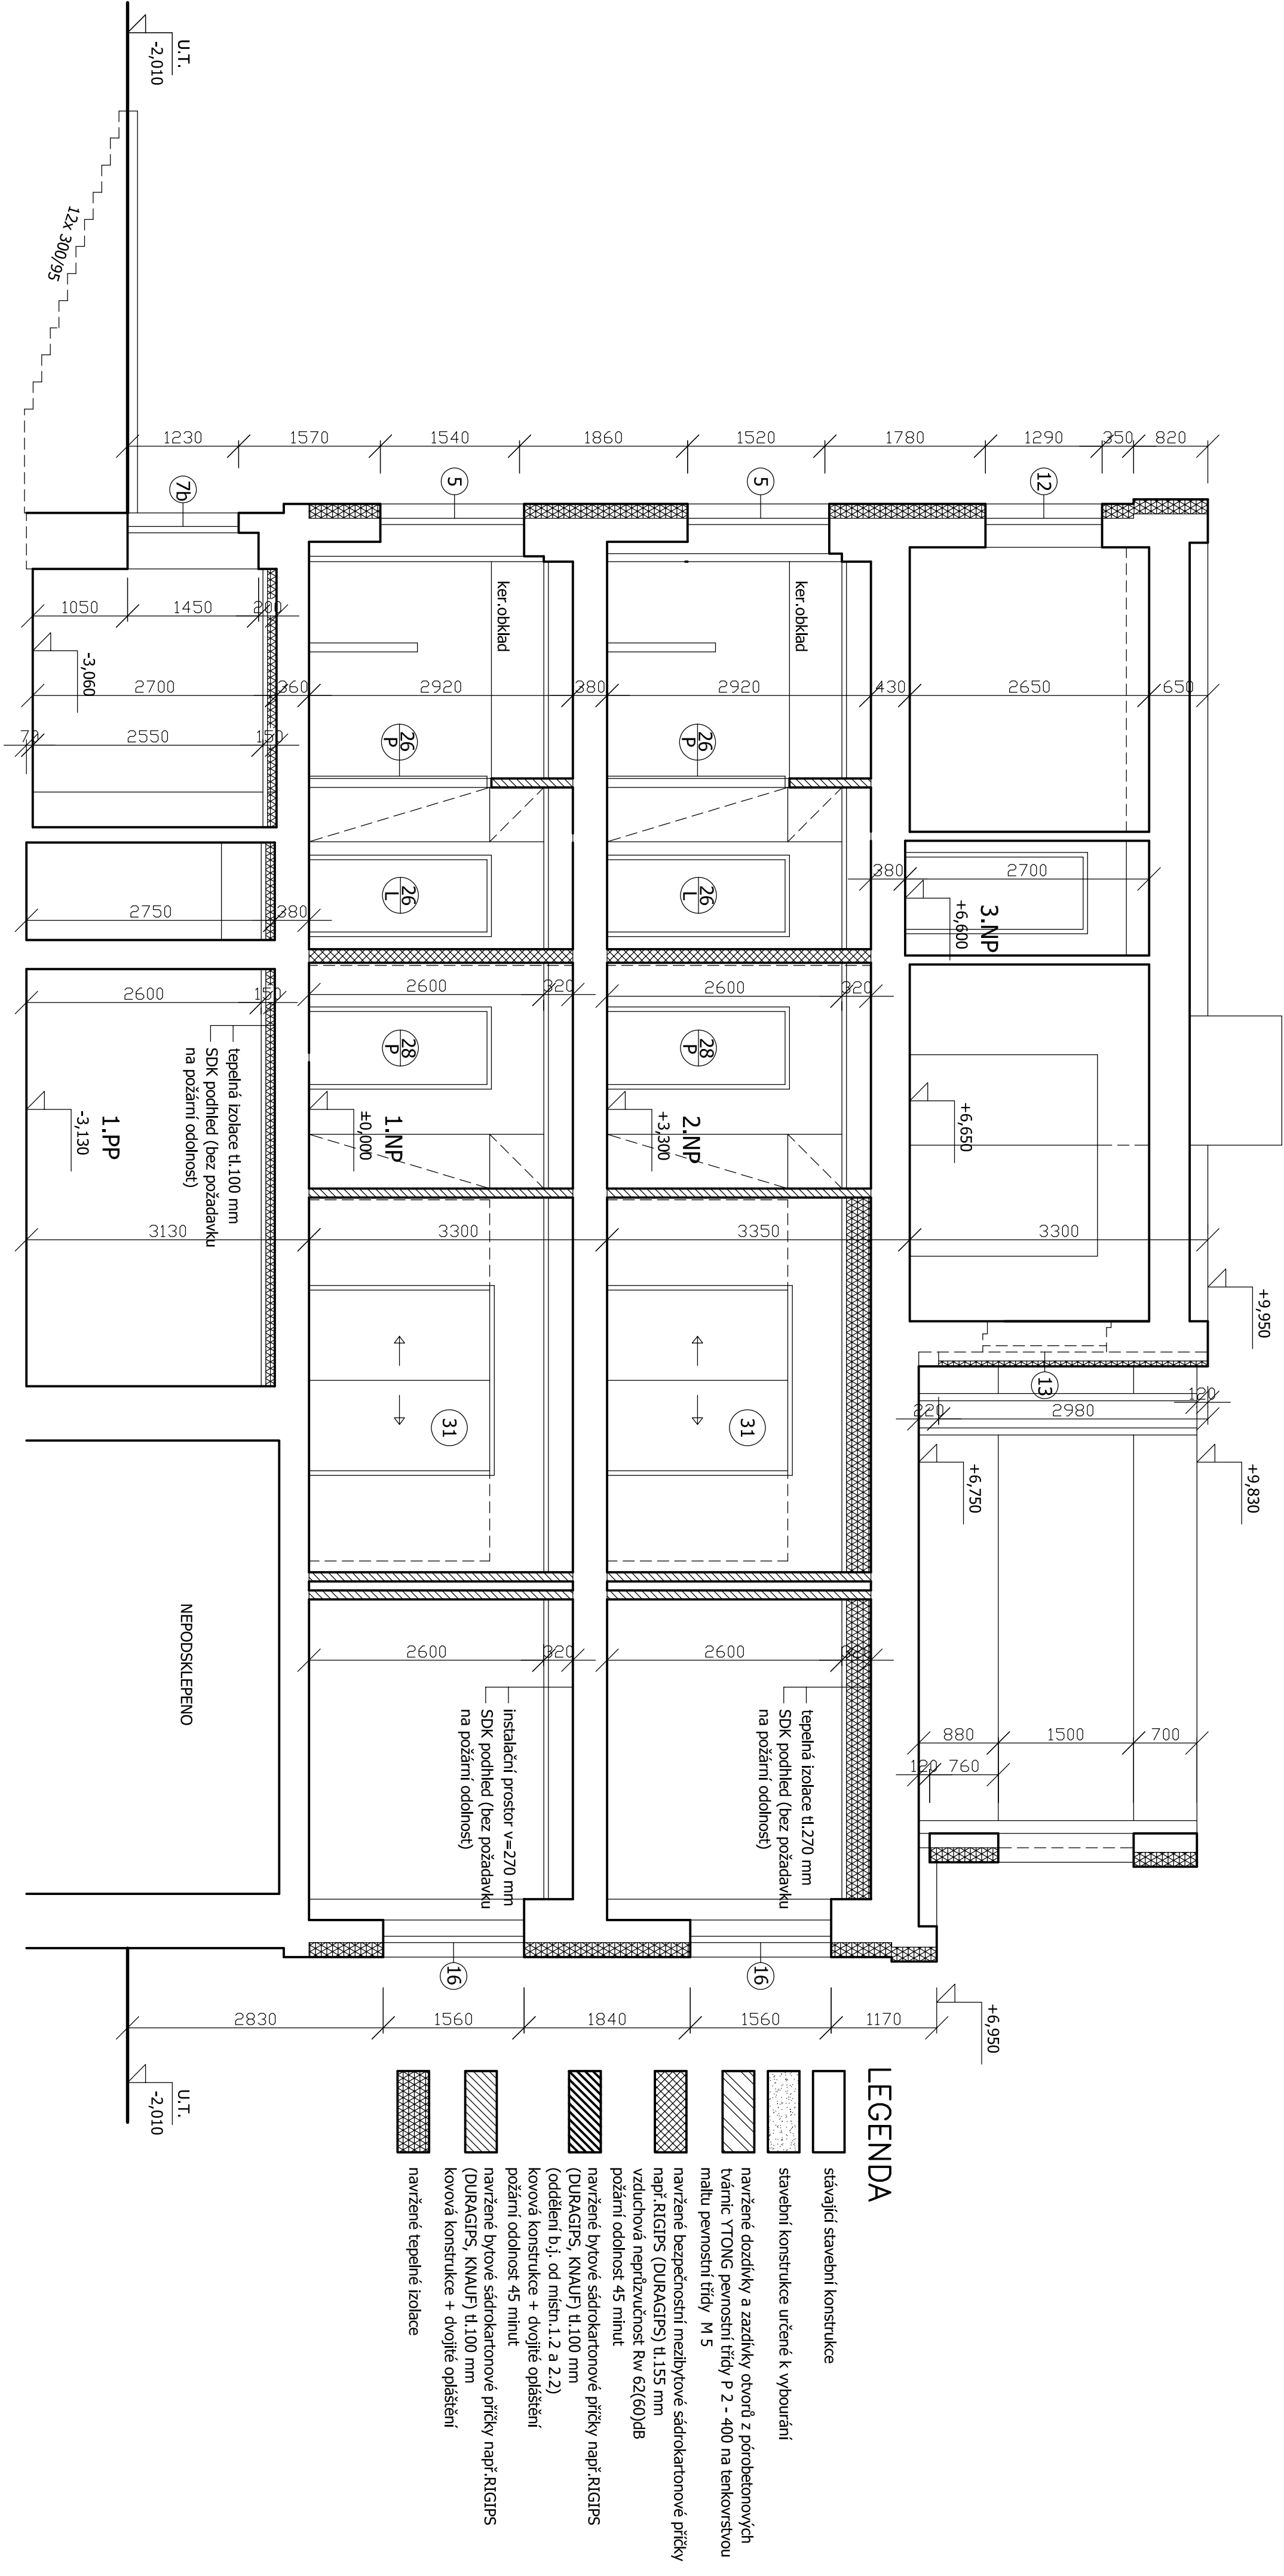 +9,950
+9,830
820
350
1290
1780
1520
1860
1540
1570
1230
12
5
5
7b
650
2650
430
2920
380
2920
360
2700
1050
1450
200
2550
150
70
-3,060
ker.obklad
ker.obklad
26
P
26
P
26
L
26
L
28
P
28
P
2700
380
3.NP
+6,600
+6,650
2750
380
2600
150
2600
320
2600
320
2.NP
+3,300
1.NP
±0,000
1.PP
-3,130
tepelná izolace tl.100 mm
SDK podhled (bez požadavku
na požární odolnost)
3300
3350
3300
3130
13
120
2980
220
+6,750
31
31
700
1500
880
760
120
2600
2600
320
tepelná izolace tl.270 mm
SDK podhled (bez požadavku
na požární odolnost)
instalační prostor v=270 mm
SDK podhled (bez požadavku
na požární odolnost)
NEPODSKLEPENO
16
16
+6,950
1170
1560
1840
1560
2830
U.T.
-2,010
U.T.
-2,010
12x 300/95
LEGENDA
stávající stavební konstrukce
stavební konstrukce určené k vybourání
navržené dozdívky a zazdívky otvorů z pórobetonových
tvárnic YTONG pevnostní třídy P 2 - 400 na tenkovrstvou
maltu pevnostní třídy M 5
navržené bezpečnostní mezibytové sádrokartonové příčky
např.RIGIPS (DURAGIPS) tl.155 mm
vzduchová neprůzvučnost Rw 62(60)dB
požární odolnost 45 minut
navržené bytové sádrokartonové příčky např.RIGIPS
(DURAGIPS, KNAUF) tl.100 mm
(oddělení b.j. od místn.1.2 a 2.2)
kovová konstrukce + dvojité opláštění
požární odolnost 45 minut
navržené bytové sádrokartonové příčky např.RIGIPS
(DURAGIPS, KNAUF) tl.100 mm
kovová konstrukce + dvojité opláštění
navržené tepelné izolace